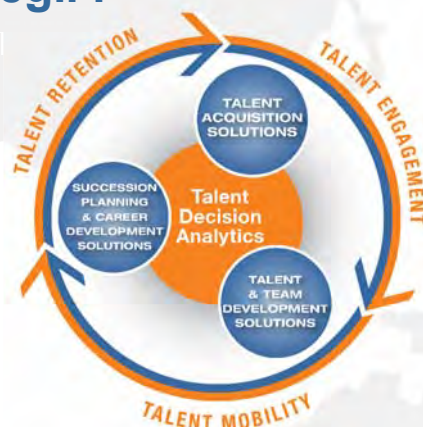 TALENT RETENTION
TALENT ENGAGEMENT
TALENT
ACQUISITION
SOLUTIONS
SUCCESSION
PLANNING
& CAREER
DEVELOPMENT
SOLUTIONS
Talent
Decision
Analytics
TALENT
& TEAM
DEVELOPMENT
SOLUTIONS
TALENT MOBILITY